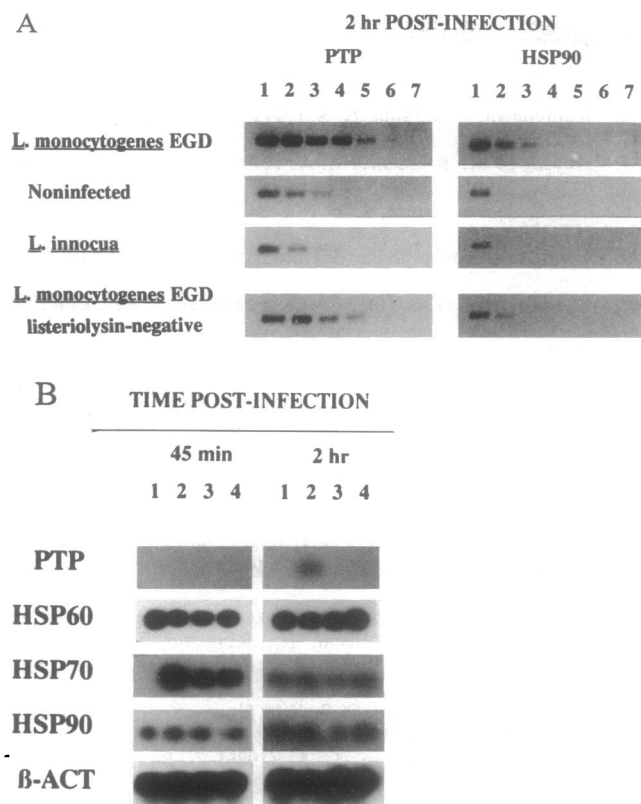 A
2 hr POST-INFECTION
PTP HSP90
1 2 3 4 5 6 7 1 2 3 4 5 6 7
L. monocytogenes EGD
Noninfected
L. innocua
L. monocytogenes EGD
listeriolysin-negative
B
TIME POST-INFECTION
45 min 2 hr
1 2 3 4 1 2 3 4
PTP
HSP60
HSP70
HSP90
ß-ACT